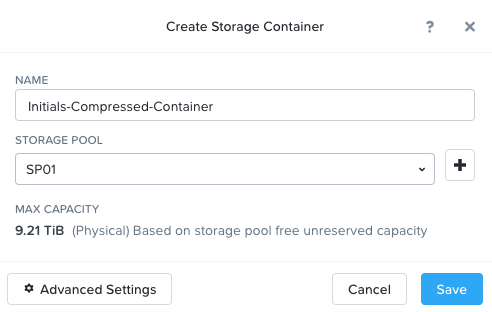 Create Storage Container ? ×
NAME
Initials-Compressed-Container
STORAGE POOL
SP01
MAX CAPACITY
9.21 TiB (Physical) Based on storage pool free unreserved capacity
Advanced Settings Cancel Save